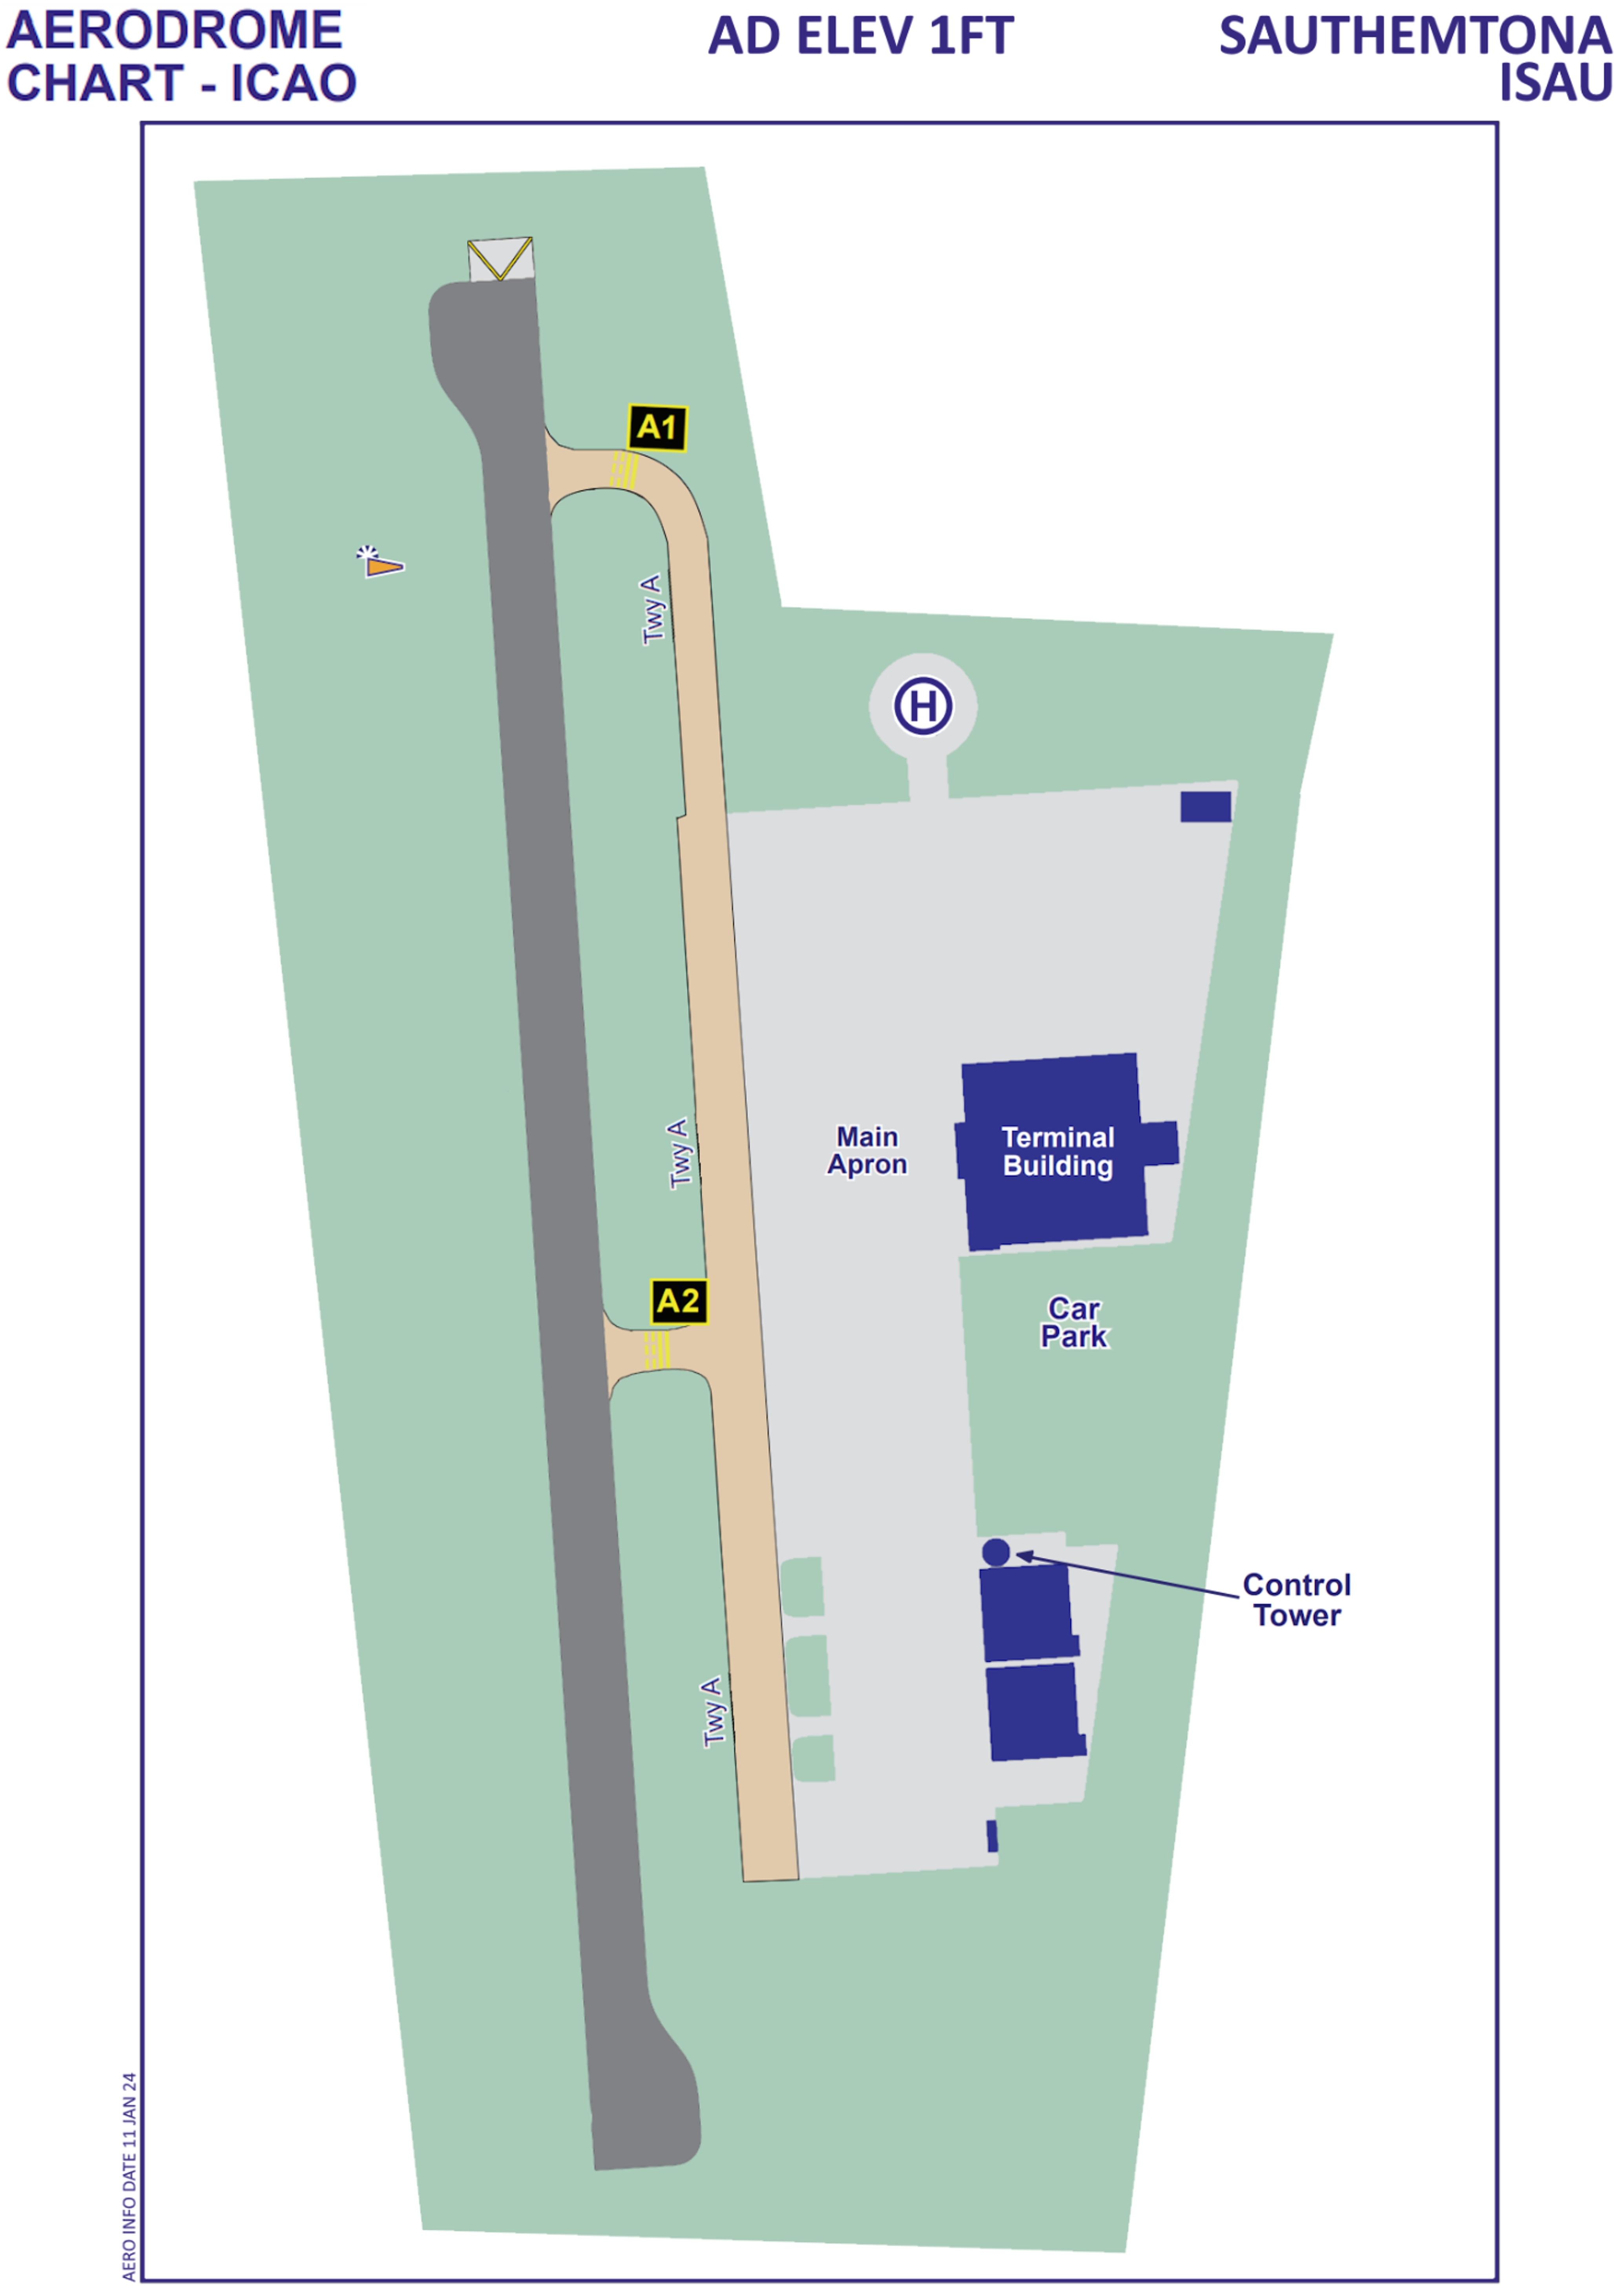 AERODROME
CHART - ICAO
AD ELEV 1FT
SAUTHEMTONA
ISAU
A1
Twy A
H
Twy A
Main
Apron
Terminal
Building
A2
Car
Park
Control
Tower
Twy A
AERO INFO DATE 11 JAN 24